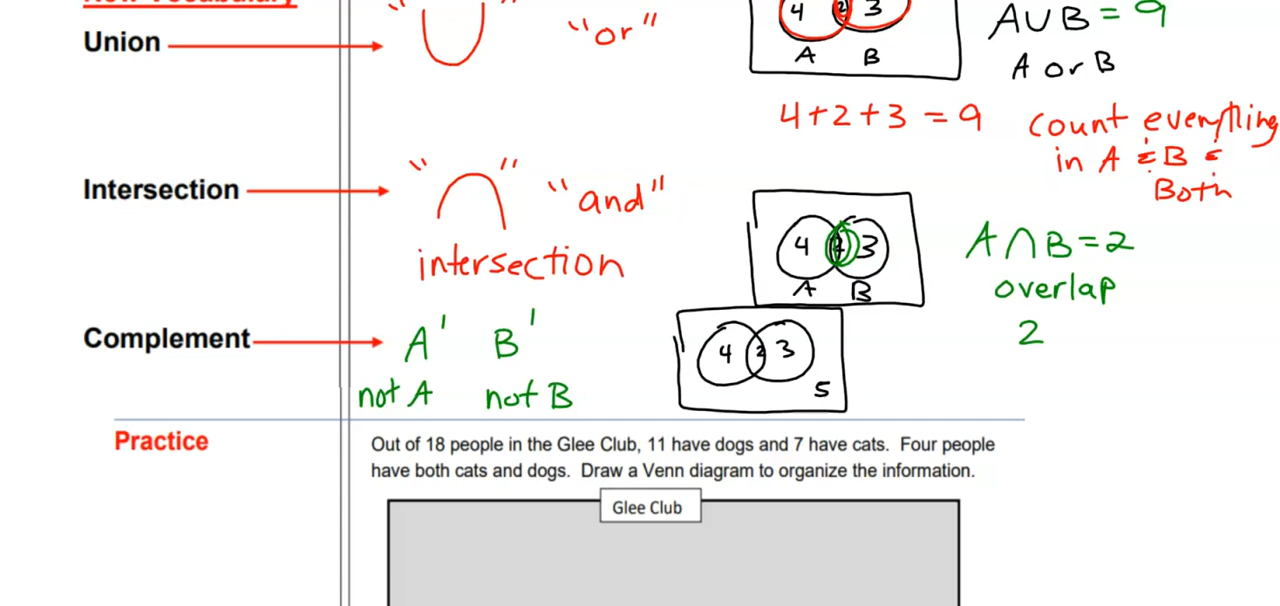 New Vocabulary
Union
" U "
"or"
4 2 3
A B
A∪B = 9
A or B
4+2+3 = 9
count everything
in A & B &
Both
Intersection
" ∩ " "and"
intersection
4 3
A B
A∩B=2
overlap
2
Complement
A' B'
not A not B
4 2 3
5
Practice
Out of 18 people in the Glee Club, 11 have dogs and 7 have cats. Four people
have both cats and dogs. Draw a Venn diagram to organize the information.
Glee Club